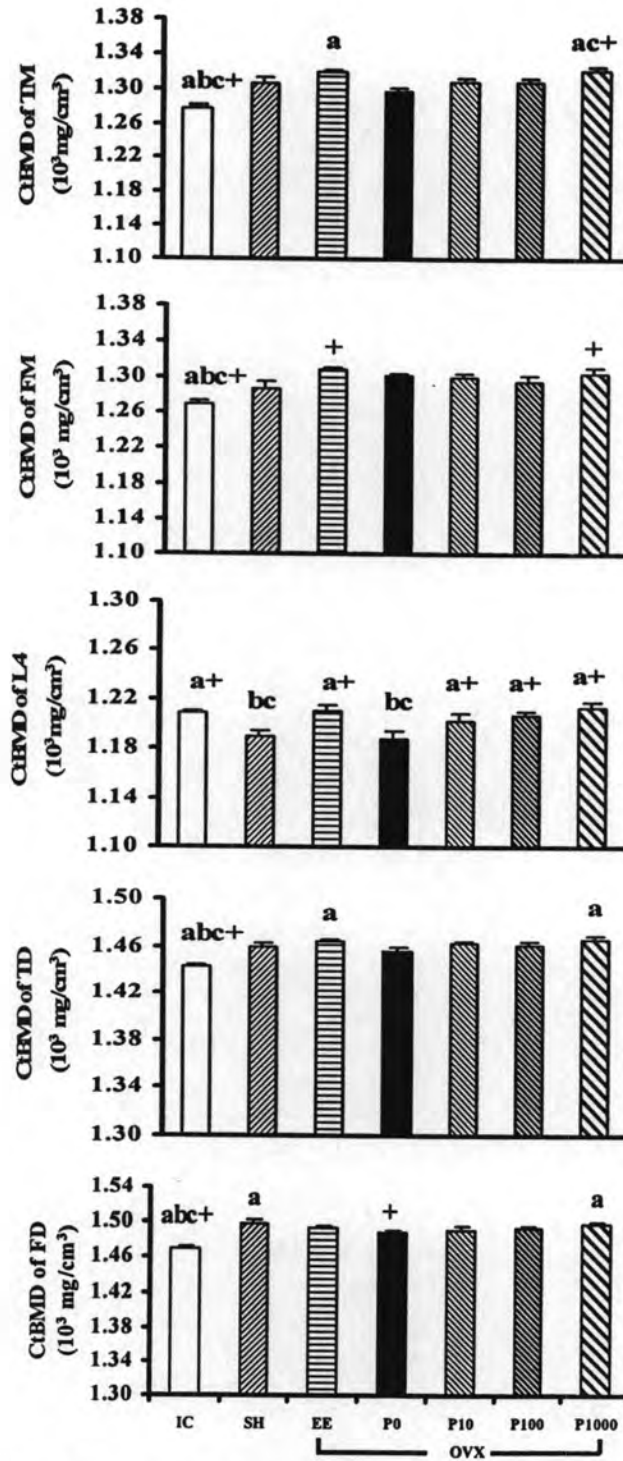 CtBMD of TM
(10³mg/cm³)
1.38
1.34
1.30
1.26
1.22
1.18
1.14
1.10
abc+
a
ac+
CtBMD of FM
(10³ mg/cm³)
1.38
1.34
1.30
1.26
1.22
1.18
1.14
1.10
abc+
+
+
CtBMD of L4
(10³mg/cm³)
1.30
1.26
1.22
1.18
1.14
1.10
a+
bc
a+
bc
a+
a+
a+
CtBMD of TD
(10³ mg/cm³)
1.50
1.46
1.42
1.38
1.34
1.30
abc+
a
a
CtBMD of FD
(10³ mg/cm³)
1.54
1.50
1.46
1.42
1.38
1.34
1.30
abc+
a
+
a
IC SH EE P0 P10 P100 P1000
OVX